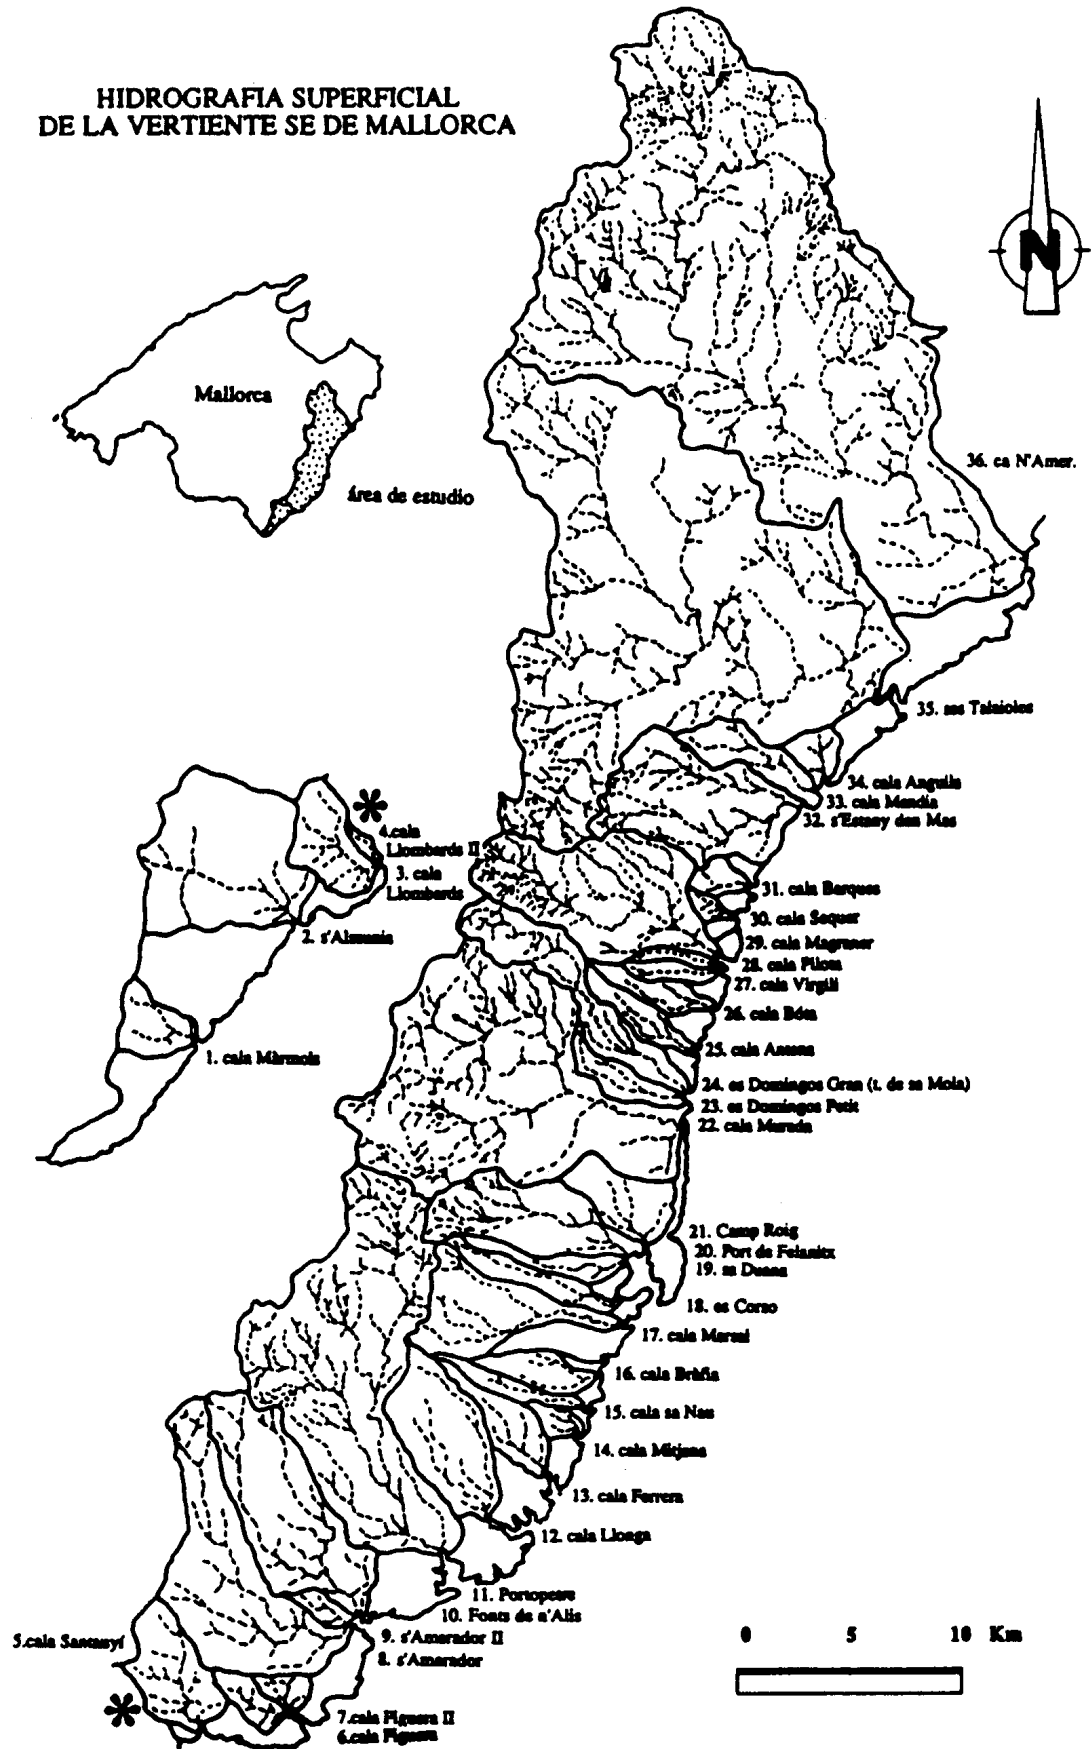 HIDROGRAFIA SUPERFICIAL
DE LA VERTIENTE SE DE MALLORCA
N
Mallorca
área de estudio
36. ca N'Amer.
35. ses Talaioles
34. cala Anguila
33. cala Mendia
32. s'Estany den Mas
31. cala Barques
30. cala Sequer
29. cala Magraner
28. cala Pilota
27. cala Virgili
26. cala Bóta
25. cala Antena
24. es Domingos Gran (t. de sa Mola)
23. es Domingos Petit
22. cala Murada
21. Camp Roig
20. Port de Felanitx
19. sa Duana
18. es Corso
17. cala Marsal
16. cala Bràfia
15. cala sa Nau
14. cala Mitjana
13. cala Ferrera
12. cala Llonga
11. Portopetre
10. Fonts de n'Alis
9. s'Amarador II
8. s'Amarador
7.cala Figuera II
6.cala Figuera
5.cala Santanyí
4.cala
Llombards II
3. cala
Llombards
2. s'Almunia
1. cala Màrmols
0 5 10 Km